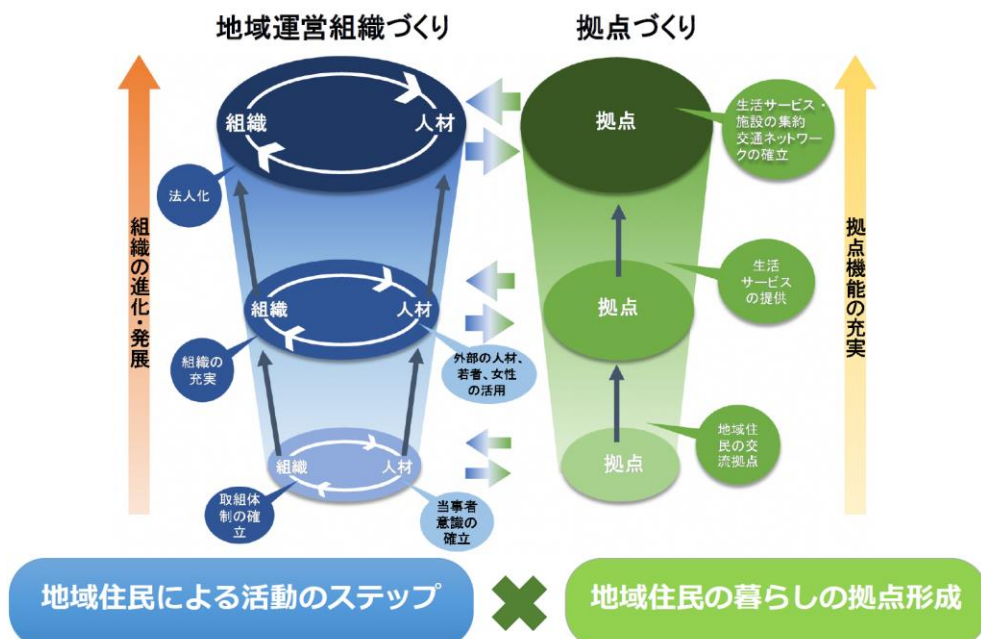 地域運営組織づくり
拠点づくり
組織
人材
拠点
生活サービス・
施設の集約
交通ネットワー
クの確立
法人化
組織の進化・発展
拠点機能の充実
組織
人材
拠点
生活
サービス
の提供
組織の
充実
外部の人材、
若者、女性
の活用
組織
人材
拠点
地域住
民の交
流拠点
取組体
制の確
立
当事者
意識の
確立
地域住民による活動のステップ
地域住民の暮らしの拠点形成